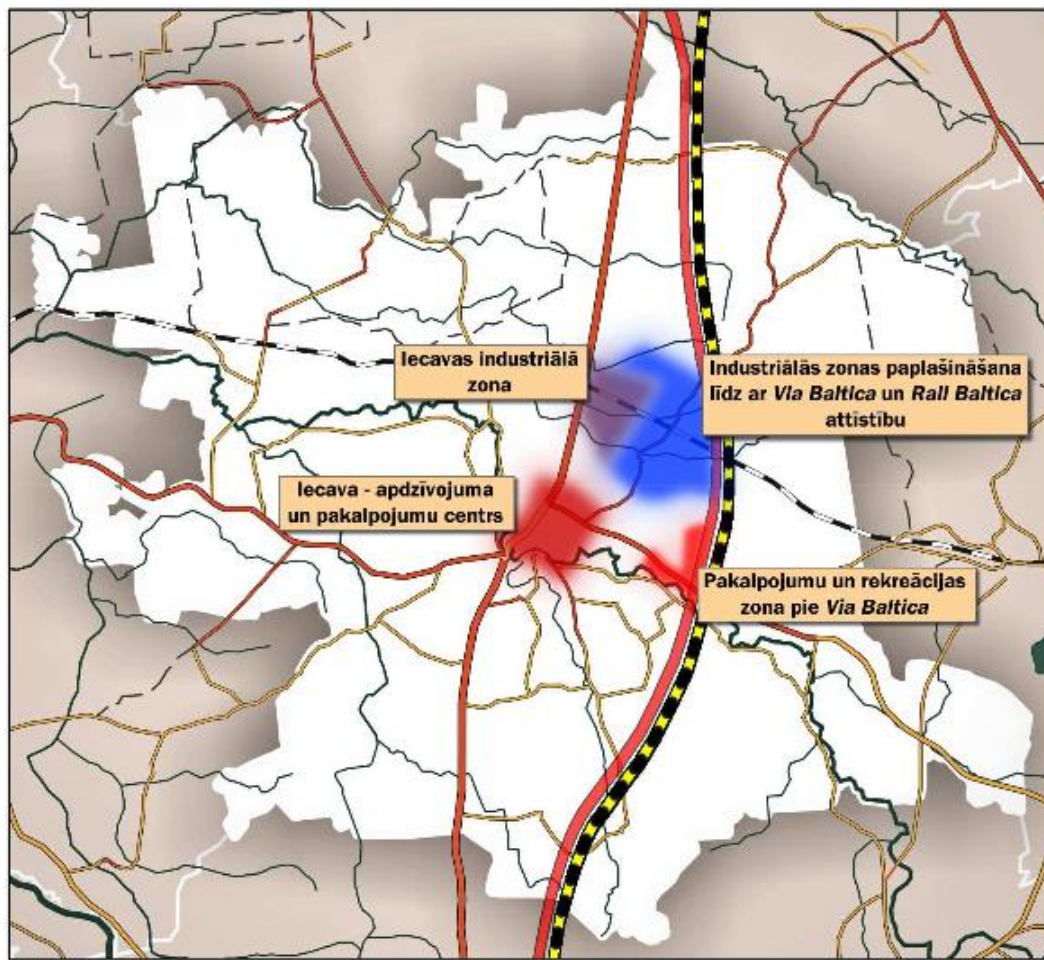 Iecavas industriālā
zona
Industriālās zonas paplašināšana
līdz ar Via Baltica un Rail Baltica
attīstību
Iecava - apdzīvojuma
un pakalpojumu centrs
Pakalpojumu un rekreācijas
zona pie Via Baltica